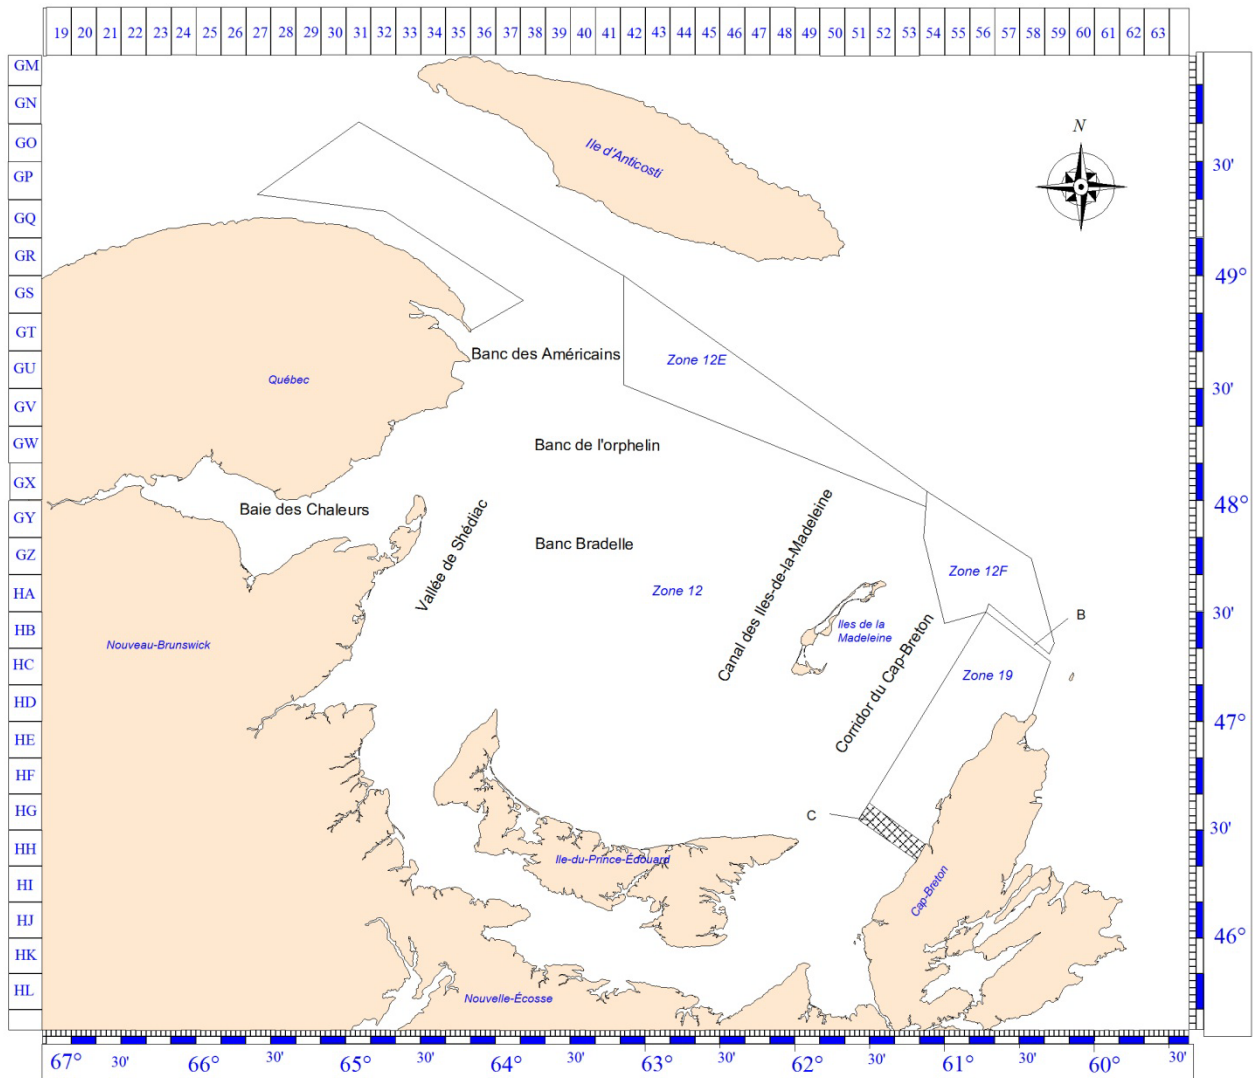 19 20 21 22 23 24 25 26 27 28 29 30 31 32 33 34 35 36 37 38 39 40 41 42 43 44 45 46 47 48 49 50 51 52 53 54 55 56 57 58 59 60 61 62 63
GM
GN
GO
GP
GQ
GR
GS
GT
GU
GV
GW
GX
GY
GZ
HA
HB
HC
HD
HE
HF
HG
HH
HI
HJ
HK
HL
Ile d'Anticosti
N
30'
49°
30'
48°
30'
47°
30'
46°
Banc des Américains
Zone 12E
Québec
Banc de l'orphelin
Baie des Chaleurs
Vallée de Shédiac
Banc Bradelle
Canal des Iles-de-la-Madeleine
Zone 12F
Zone 12
B
Iles de la
Madeleine
Nouveau-Brunswick
Corridor du Cap-Breton
Zone 19
C
Ile-du-Prince-Édouard
Cap-Breton
Nouvelle-Écosse
67° 30' 66° 30' 65° 30' 64° 30' 63° 30' 62° 30' 61° 30' 60° 30'